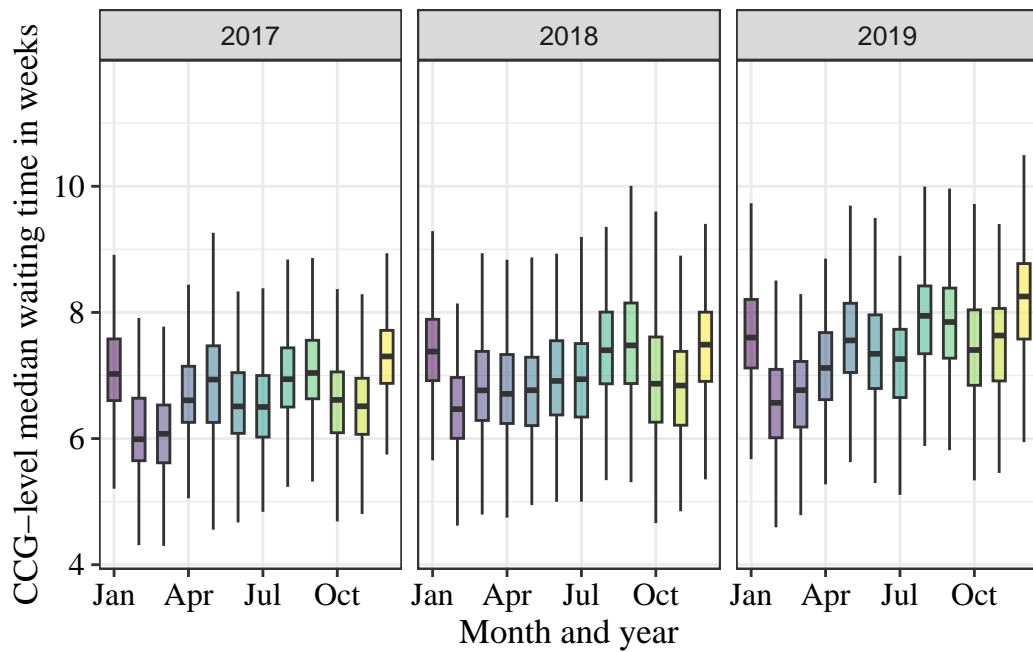 CCG–level median waiting time in weeks
2017 2018 2019
10
8
6
4
Jan Apr Jul Oct Jan Apr Jul Oct Jan Apr Jul Oct
Month and year